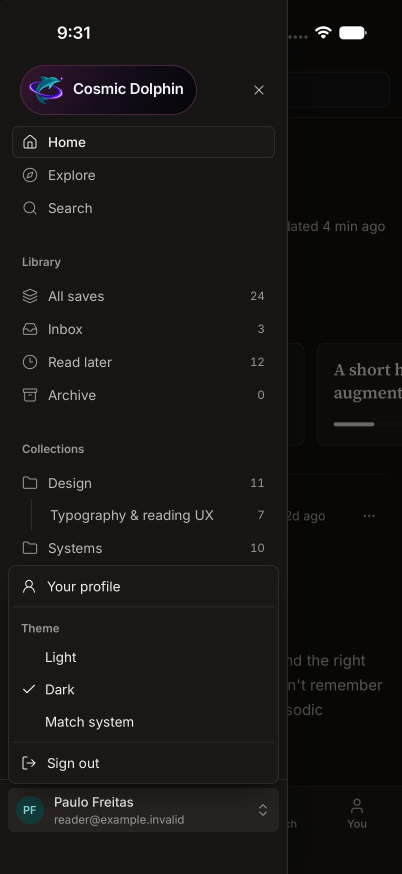 9:31
Cosmic Dolphin
Home
Explore
Search
lated 4 min ago
Library
All saves 24
Inbox 3
Read later 12
Archive 0
A short h
augment
Collections
Design 11
Typography & reading UX 7
2d ago
Systems 10
Your profile
Theme
Light
Dark
Match system
Sign out
nd the right
n't remember
sodic
PF
Paulo Freitas
reader@example.invalid
ch
You